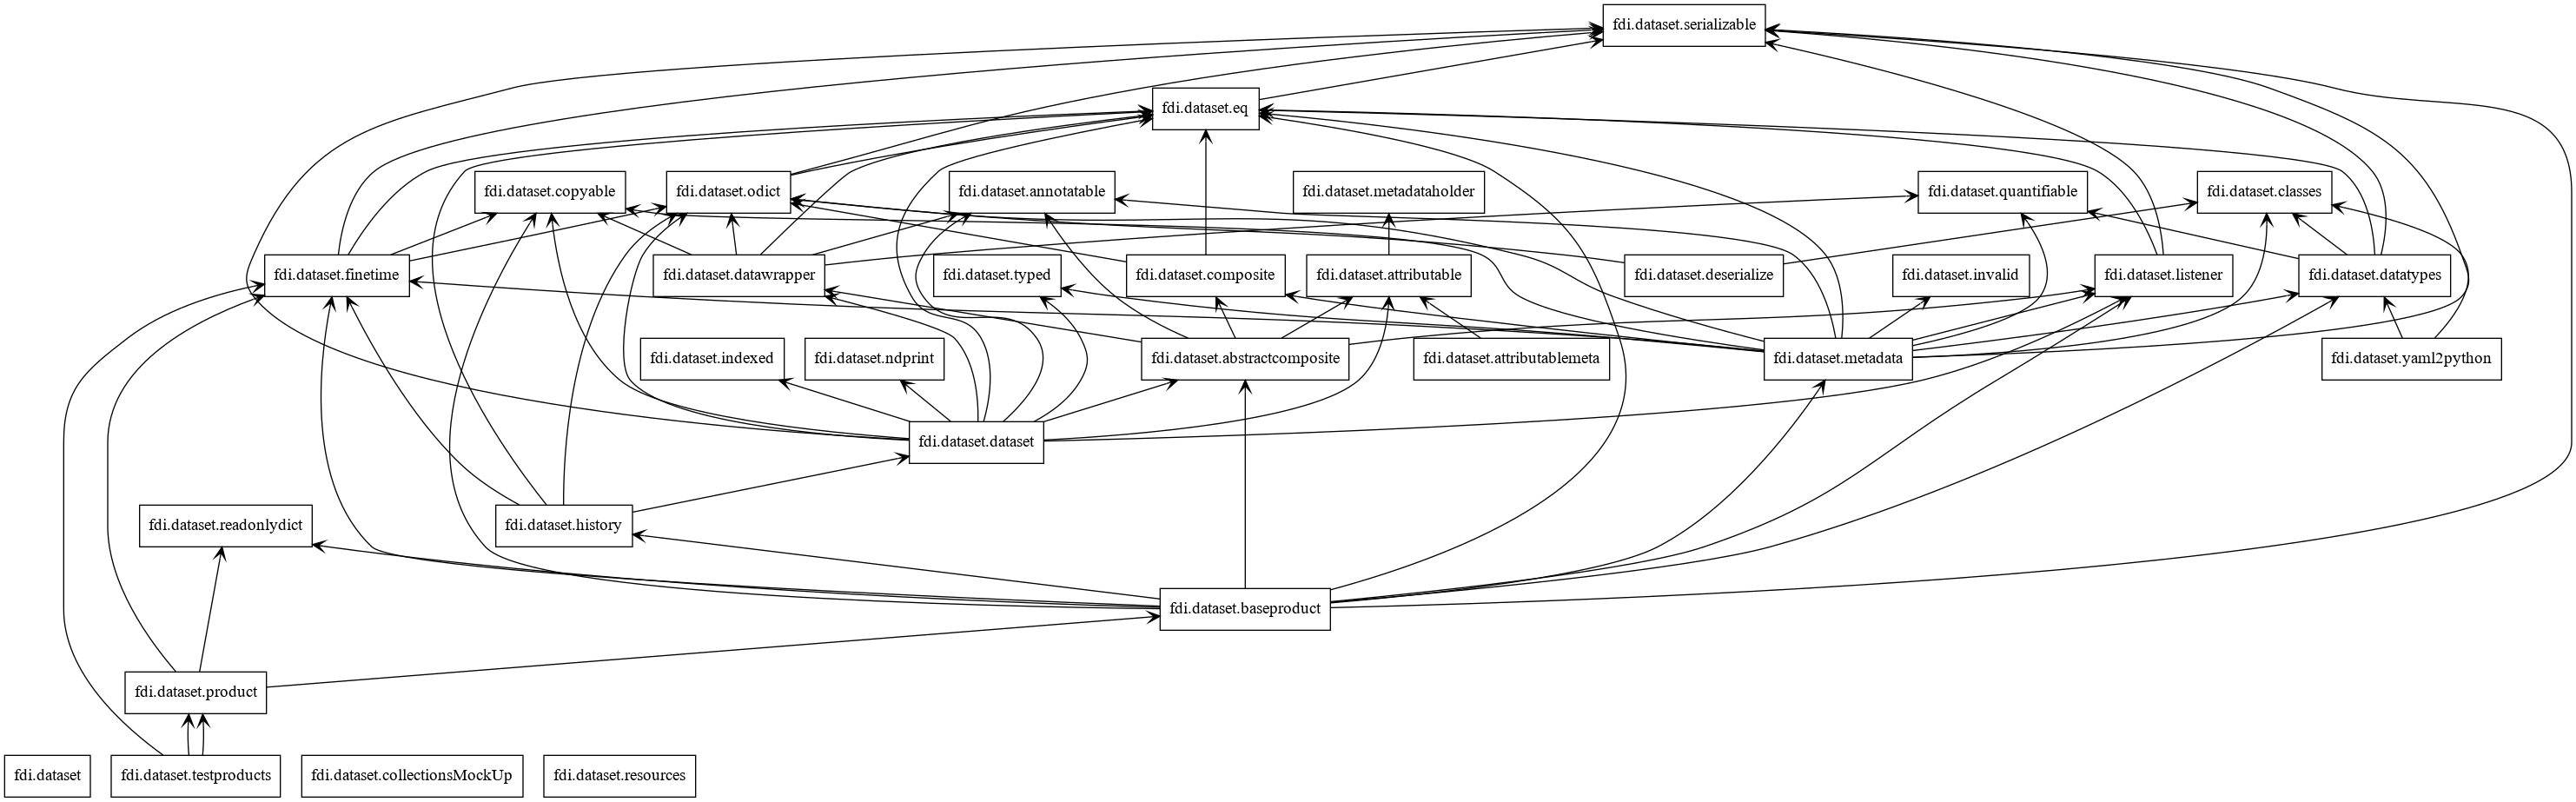 fdi.dataset.serializable
fdi.dataset.eq
fdi.dataset.copyable
fdi.dataset.odict
fdi.dataset.annotatable
fdi.dataset.metadataholder
fdi.dataset.quantifiable
fdi.dataset.classes
fdi.dataset.finetime
fdi.dataset.datawrapper
fdi.dataset.typed
fdi.dataset.composite
fdi.dataset.attributable
fdi.dataset.deserialize
fdi.dataset.invalid
fdi.dataset.listener
fdi.dataset.datatypes
fdi.dataset.indexed
fdi.dataset.ndprint
fdi.dataset.abstractcomposite
fdi.dataset.attributablemeta
fdi.dataset.metadata
fdi.dataset.yaml2python
fdi.dataset.dataset
fdi.dataset.readonlydict
fdi.dataset.history
fdi.dataset.baseproduct
fdi.dataset.product
fdi.dataset
fdi.dataset.testproducts
fdi.dataset.collectionsMockUp
fdi.dataset.resources